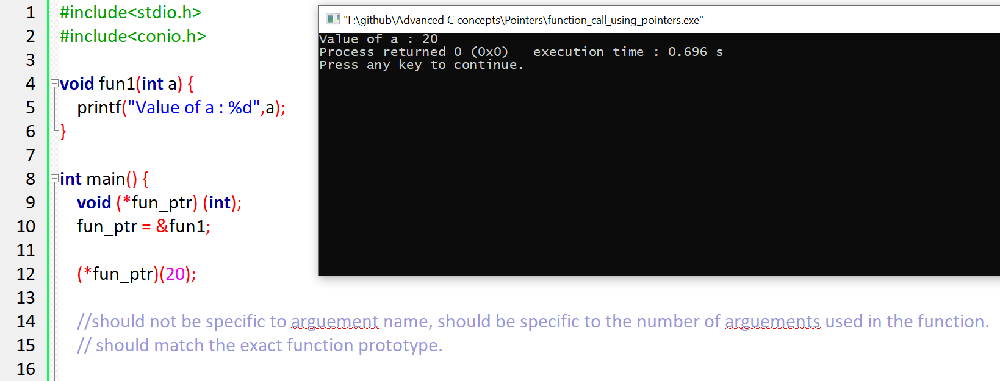 1 #include<stdio.h>
2 #include<conio.h>
3
4 void fun1(int a) {
5 printf("Value of a : %d",a);
6 }
7
8 int main() {
9 void (*fun_ptr) (int);
10 fun_ptr = &fun1;
11
12 (*fun_ptr)(20);
13
14 //should not be specific to arguement name, should be specific to the number of arguements used in the function.
15 // should match the exact function prototype.
16
"F:\github\Advanced C concepts\Pointers\function_call_using_pointers.exe"
Value of a : 20
Process returned 0 (0x0) execution time : 0.696 s
Press any key to continue.